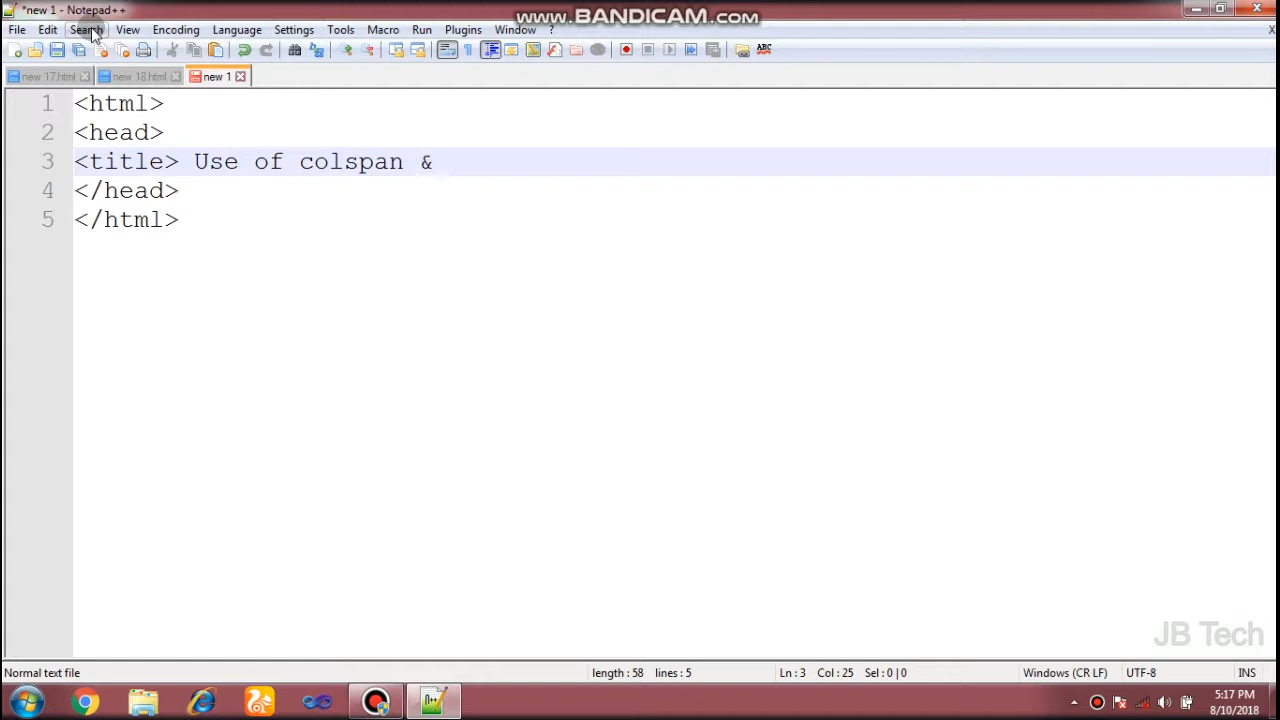 *new 1 - Notepad++
www.BANDICAM.com
File Edit Search View Encoding Language Settings Tools Macro Run Plugins Window ? X
ABC
new 17.html new 18.html new 1
1 <html>
2 <head>
3 <title> Use of colspan &
4 </head>
5 </html>
JB Tech
Normal text file length : 58 lines : 5 Ln : 3 Col : 25 Sel : 0 | 0 Windows (CR LF) UTF-8 INS
5:17 PM
8/10/2018